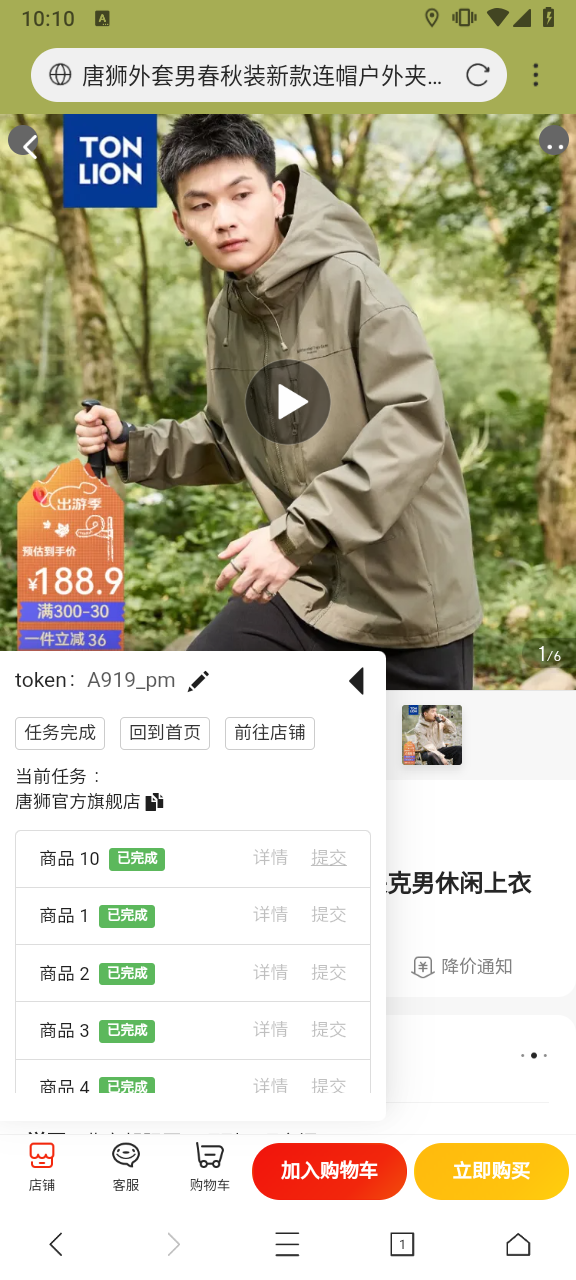 10:10
A
唐狮外套男春秋装新款连帽户外夹...
TON
LION
出游季
预估到手价
¥188.9
满300-30
一件立减 36
1/6
token： A919_pm
任务完成 回到首页 前往店铺
当前任务：
唐狮官方旗舰店
克男休闲上衣
商品 10 已完成 详情 提交
商品 1 已完成 详情 提交
降价通知
商品 2 已完成 详情 提交
商品 3 已完成 详情 提交
商品 4 已完成 详情 提交
店铺 客服 购物车 加入购物车 立即购买
1